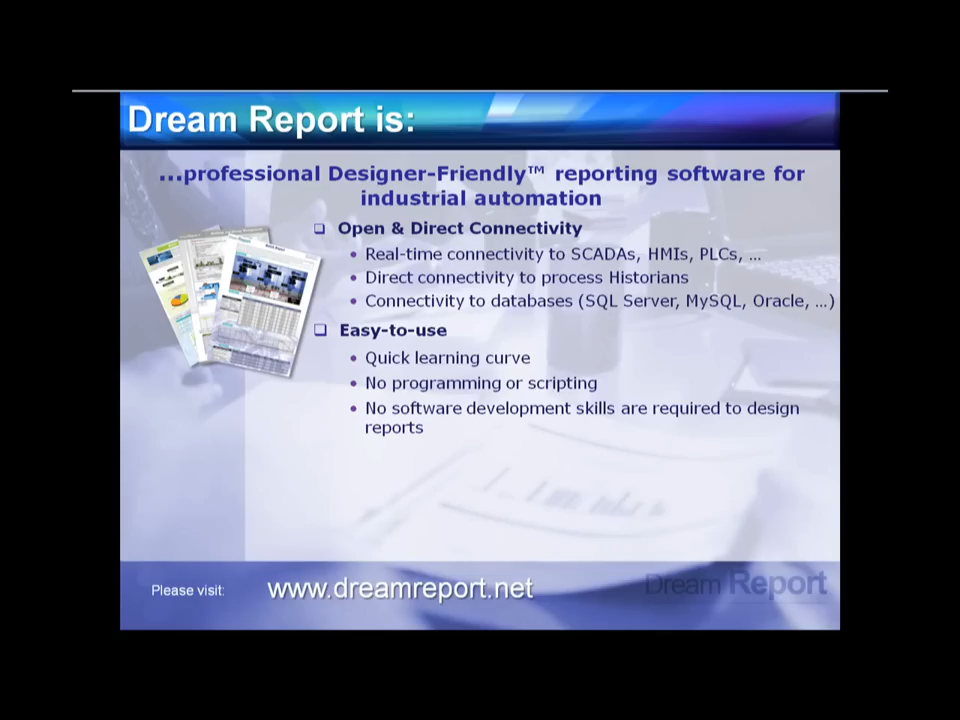 Dream Report is:
...professional Designer-Friendly™ reporting software for
industrial automation
Open & Direct Connectivity
• Real-time connectivity to SCADAs, HMIs, PLCs, ...
• Direct connectivity to process Historians
• Connectivity to databases (SQL Server, MySQL, Oracle, ...)
Easy-to-use
• Quick learning curve
• No programming or scripting
• No software development skills are required to design
reports
Please visit: www.dreamreport.net
Dream Report